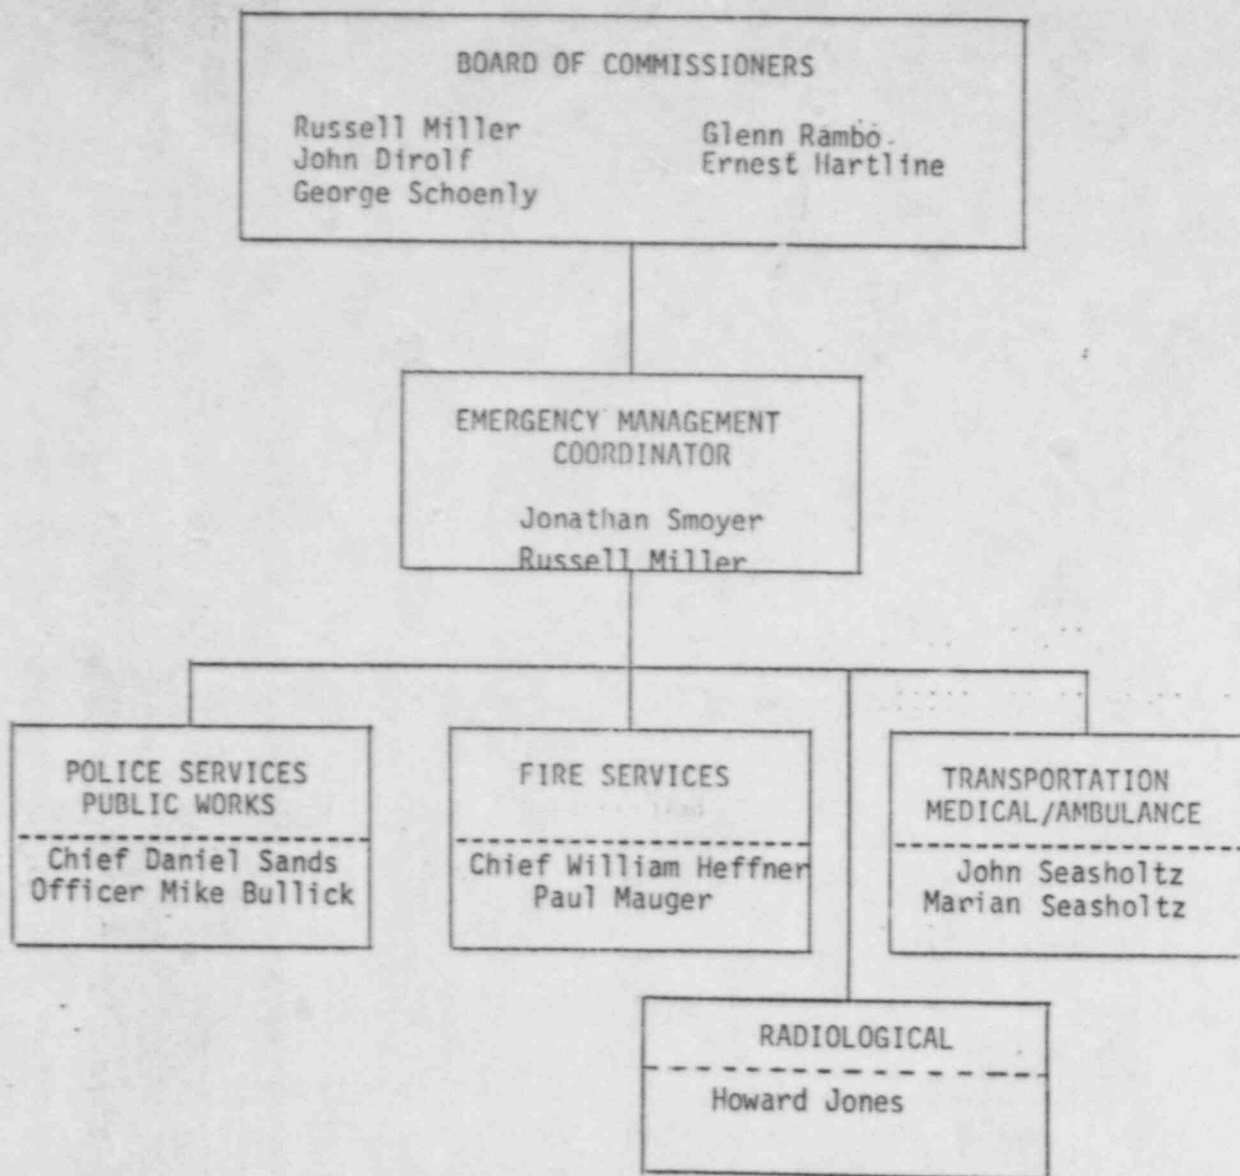 BOARD OF COMMISSIONERS
Russell Miller
John Dirolf
George Schoenly
Glenn Rambo
Ernest Hartline
EMERGENCY MANAGEMENT
COORDINATOR
Jonathan Smoyer
Russell Miller
POLICE SERVICES
PUBLIC WORKS
Chief Daniel Sands
Officer Mike Bullick
FIRE SERVICES
Chief William Heffner
Paul Mauger
TRANSPORTATION
MEDICAL/AMBULANCE
John Seasholtz
Marian Seasholtz
RADIOLOGICAL
Howard Jones